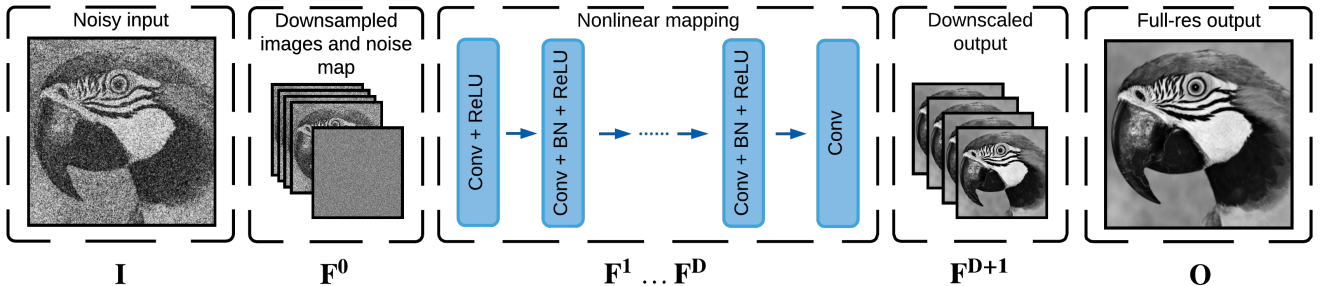 Noisy input
Downsampled
images and noise
map
Nonlinear mapping
Downscaled
output
Full-res output
Conv + ReLU
Conv + BN + ReLU
......
Conv + BN + ReLU
Conv
I
F⁰
F¹ … Fᴰ
Fᴰ⁺¹
O